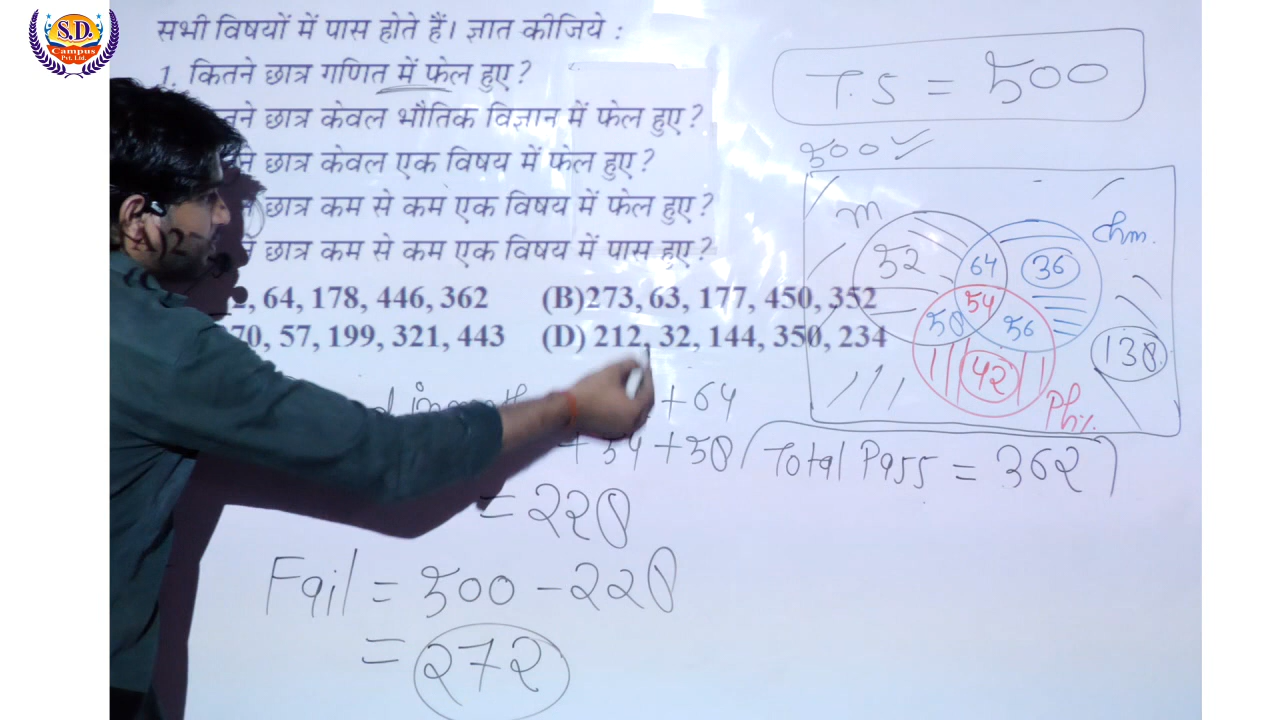 S.D.
Campus
Pvt. Ltd.
सभी विषयों में पास होते हैं। ज्ञात कीजिये :
1. कितने छात्र गणित में फेल हुए ?
छात्र केवल भौतिक विज्ञान में फेल हुए ?
छात्र केवल एक विषय में फेल हुए ?
छात्र कम से कम एक विषय में फेल हुए ?
छात्र कम से कम एक विषय में पास हुए ?
64, 178, 446, 362 (B)273, 63, 177, 450, 352
70, 57, 199, 321, 443 (D) 212, 32, 144, 350, 234
T.S = 500
500
m
Chm.
52 64 36
54
50 56
138
42
Phy.
+ 64
+ 54 + 58
= 228
Total Pass = 362
Fail = 500 - 228
= 272